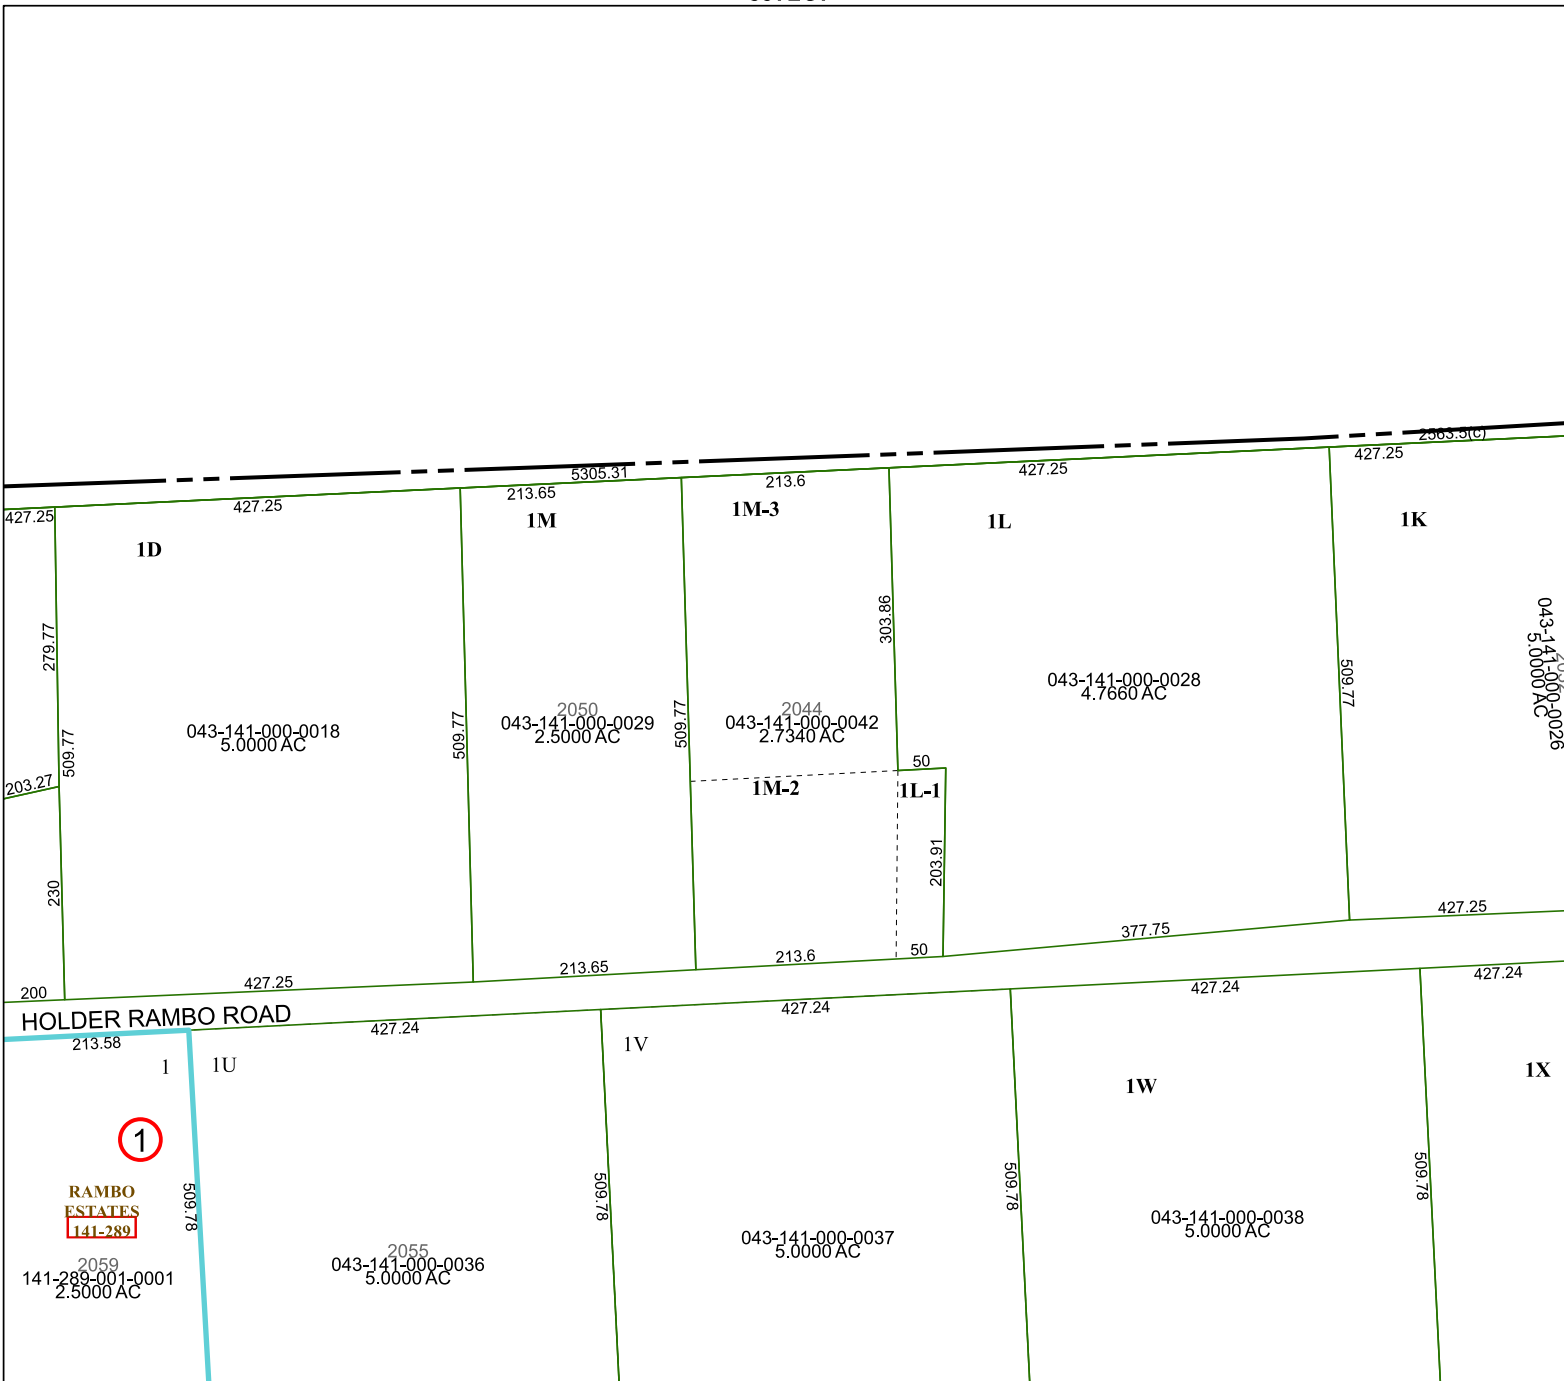 5305.31
2563.5(c)
427.25
427.25
213.65
213.6
427.25
427.25
1D
1M
1M-3
1L
1K
279.77
509.77
509.77
509.77
303.86
509.77
043-141-000-0018
5.0000 AC
2050
043-141-000-0029
2.5000 AC
2044
043-141-000-0042
2.7340 AC
043-141-000-0028
4.7660 AC
043-141-000-0026
5.0000 AC
203.27
50
1M-2
1L-1
230
203.91
200
427.25
213.65
213.6
50
377.75
427.25
HOLDER RAMBO ROAD
213.58
427.24
427.24
427.24
427.24
1
1U
1V
1W
1X
1
509.78
509.78
509.78
509.78
RAMBO
ESTATES
141-289
2059
141-289-001-0001
2.5000 AC
2055
043-141-000-0036
5.0000 AC
043-141-000-0037
5.0000 AC
043-141-000-0038
5.0000 AC